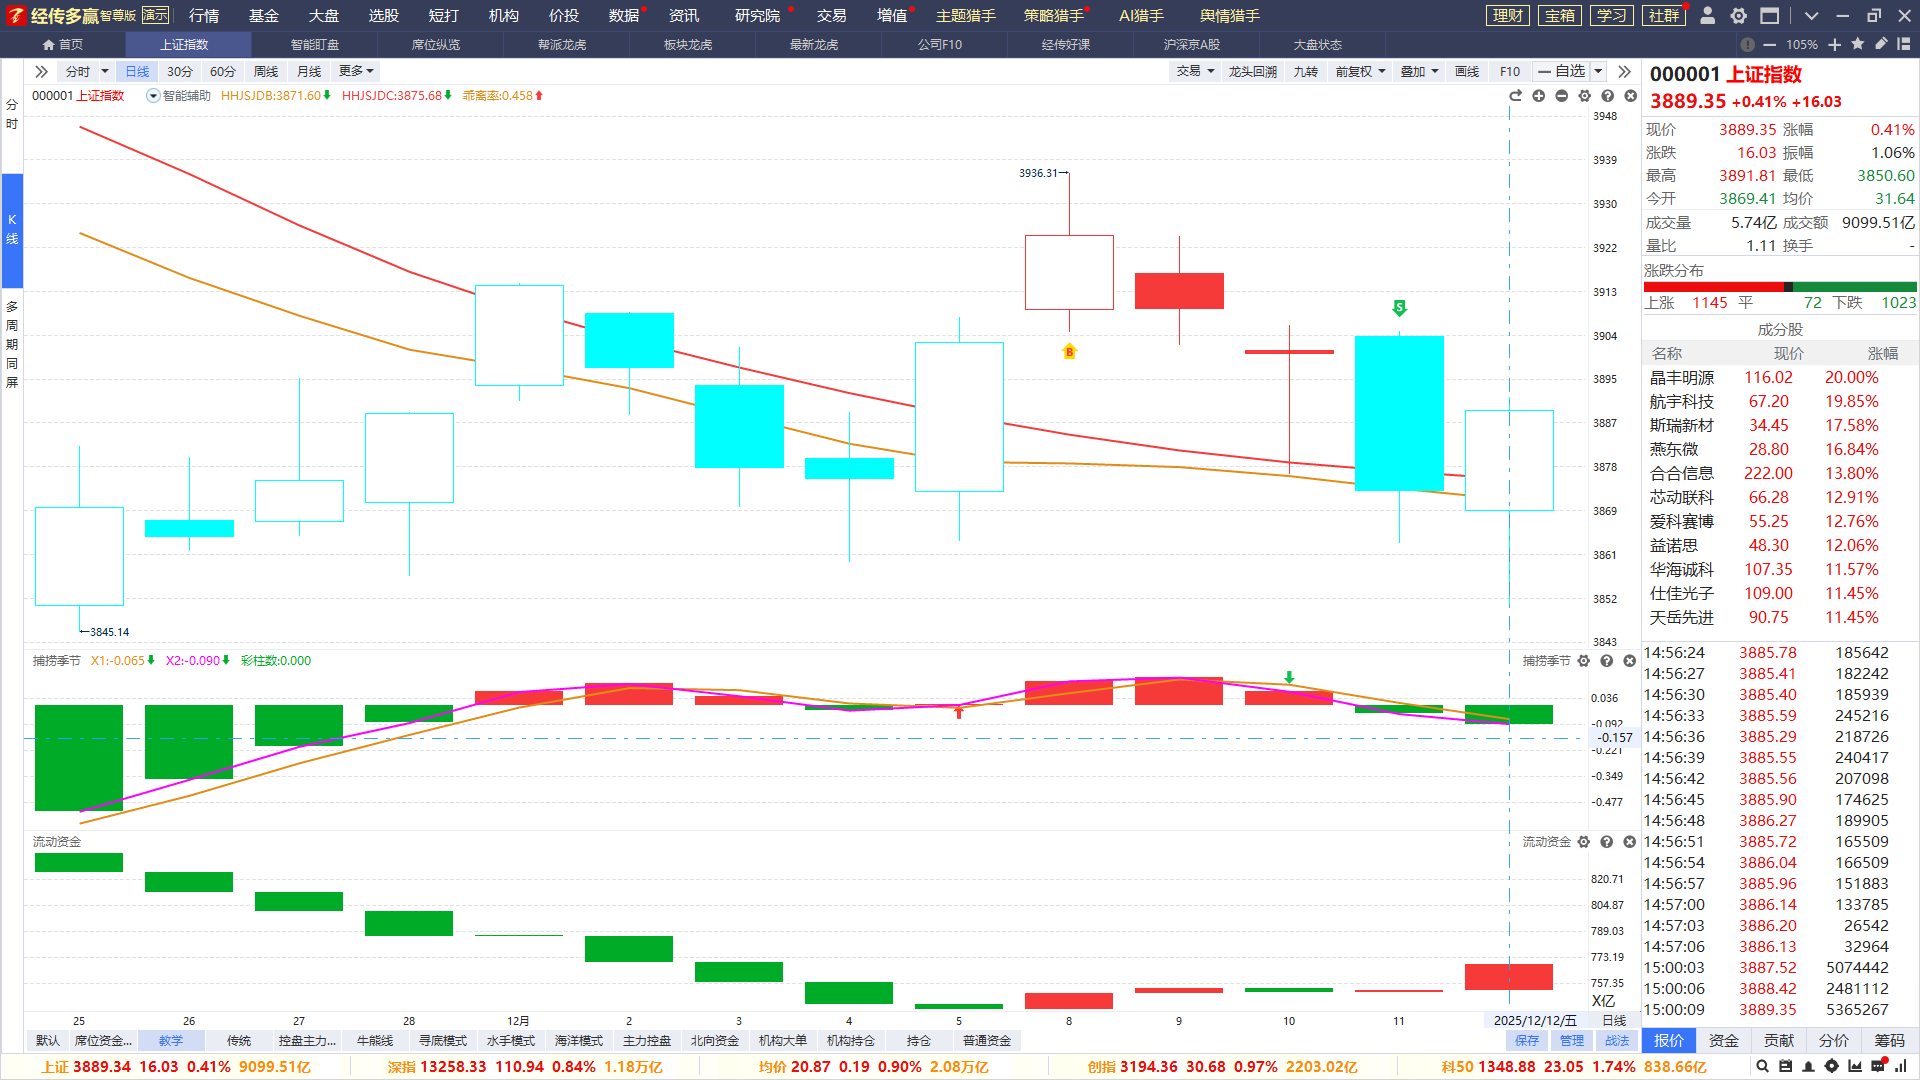 经传多赢 智尊版 演示 行情 基金 大盘 选股 短打 机构 价投 数据 资讯 研究院 交易 增值 主题猎手 策略猎手 AI猎手 舆情猎手 理财 宝箱 学习 社群
首页 上证指数 智能盯盘 席位纵览 帮派龙虎 板块龙虎 最新龙虎 公司F10 经传好课 沪深京A股 大盘状态 105%
分时 日线 30分 60分 周线 月线 更多 交易 龙头回溯 九转 前复权 叠加 画线 F10 一 自选
000001 上证指数 智能辅助 HHJSJDB:3871.60 HHJSJDC:3875.68 乖离率:0.458
分时
K线
多周期同屏
3948
3939
3930
3922
3913
3904
3895
3887
3878
3869
3861
3852
3843
3936.31
3845.14
B
S
捕捞季节 X1:-0.065 X2:-0.090 彩柱数:0.000 捕捞季节
0.036
-0.092
-0.157
-0.221
-0.349
-0.477
流动资金 流动资金
820.71
804.87
789.03
773.19
757.35
X亿
25 26 27 28 12月 2 3 4 5 8 9 10 11 2025/12/12/五 日线
默认 席位资金... 教学 传统 控盘主力... 牛能线 寻底模式 水手模式 海洋模式 主力控盘 北向资金 机构大单 机构持仓 持仓 普通资金 保存 管理 战法
000001 上证指数
3889.35 +0.41% +16.03
现价 3889.35 涨幅 0.41%
涨跌 16.03 振幅 1.06%
最高 3891.81 最低 3850.60
今开 3869.41 均价 31.64
成交量 5.74亿 成交额 9099.51亿
量比 1.11 换手 -
涨跌分布
上涨 1145 平 72 下跌 1023
成分股
名称 现价 涨幅
晶丰明源 116.02 20.00%
航宇科技 67.20 19.85%
斯瑞新材 34.45 17.58%
燕东微 28.80 16.84%
合合信息 222.00 13.80%
芯动联科 66.28 12.91%
爱科赛博 55.25 12.76%
益诺思 48.30 12.06%
华海诚科 107.35 11.57%
仕佳光子 109.00 11.45%
天岳先进 90.75 11.45%
14:56:24 3885.78 185642
14:56:27 3885.41 182242
14:56:30 3885.40 185939
14:56:33 3885.59 245216
14:56:36 3885.29 218726
14:56:39 3885.55 240417
14:56:42 3885.56 207098
14:56:45 3885.90 174625
14:56:48 3886.27 189905
14:56:51 3885.72 165509
14:56:54 3886.04 166509
14:56:57 3885.96 151883
14:57:00 3886.14 133785
14:57:03 3886.20 26542
14:57:06 3886.13 32964
15:00:03 3887.52 5074442
15:00:06 3888.42 2481112
15:00:09 3889.35 5365267
报价 资金 贡献 分价 筹码
上证 3889.34 16.03 0.41% 9099.51亿 深指 13258.33 110.94 0.84% 1.18万亿 均价 20.87 0.19 0.90% 2.08万亿 创指 3194.36 30.68 0.97% 2203.02亿 科50 1348.88 23.05 1.74% 838.66亿